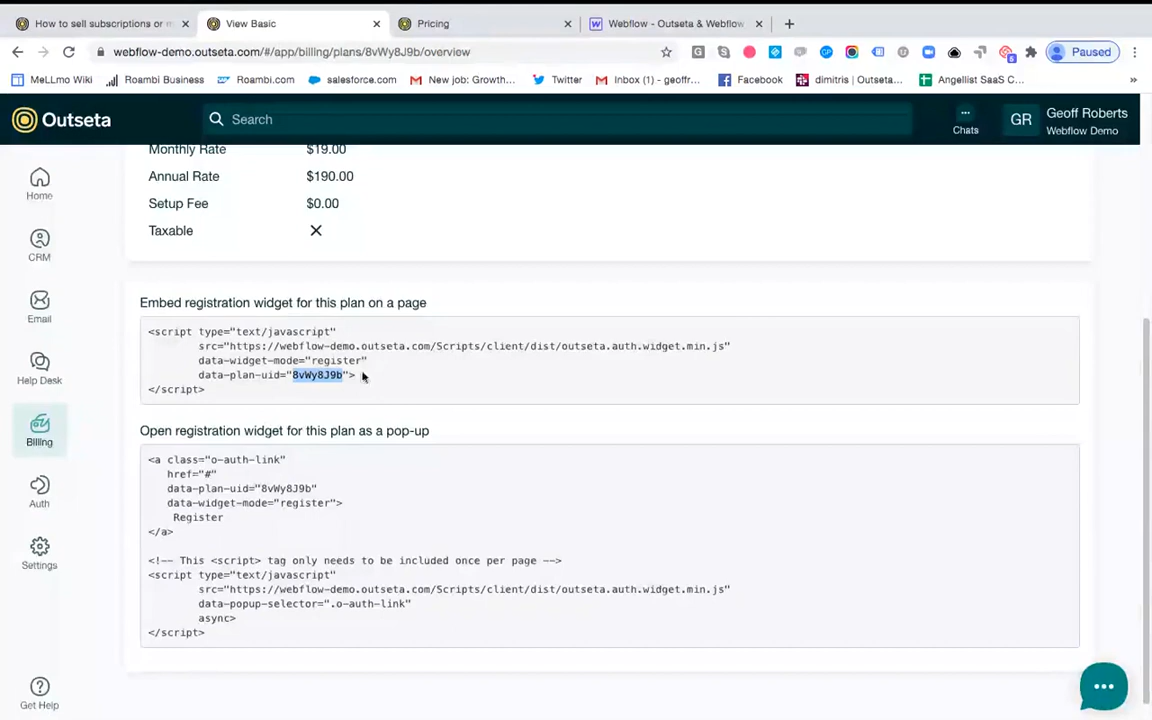 How to sell subscriptions or m
View Basic
Pricing
Webflow - Outseta & Webflow
webflow-demo.outseta.com/#/app/billing/plans/8vWy8J9b/overview
Paused
MeLLmo Wiki
Roambi Business
Roambi.com
salesforce.com
New job: Growth...
Twitter
Inbox (1) - geoffr...
Facebook
dimitris | Outseta...
Angellist SaaS C...
Outseta
Search
Chats
GR
Geoff Roberts
Webflow Demo
Home
CRM
Email
Help Desk
Billing
Auth
Settings
Get Help
Monthly Rate $19.00
Annual Rate $190.00
Setup Fee $0.00
Taxable
Embed registration widget for this plan on a page
<script type="text/javascript"
src="https://webflow-demo.outseta.com/Scripts/client/dist/outseta.auth.widget.min.js"
data-widget-mode="register"
data-plan-uid="8vWy8J9b">
</script>
Open registration widget for this plan as a pop-up
<a class="o-auth-link"
href="#"
data-plan-uid="8vWy8J9b"
data-widget-mode="register">
Register
</a>
<!-- This <script> tag only needs to be included once per page -->
<script type="text/javascript"
src="https://webflow-demo.outseta.com/Scripts/client/dist/outseta.auth.widget.min.js"
data-popup-selector=".o-auth-link"
async>
</script>